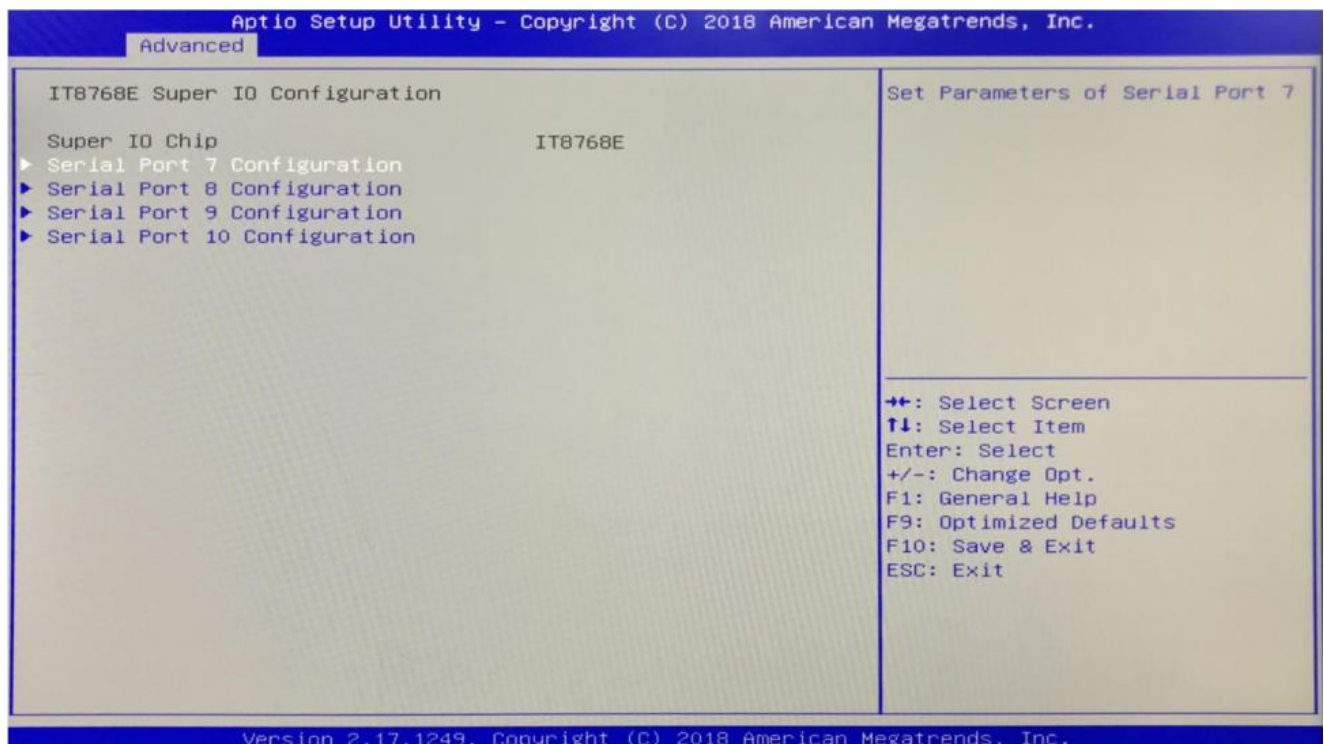 Aptio Setup Utility – Copyright (C) 2018 American Megatrends, Inc.
Advanced
IT8768E Super IO Configuration
Super IO Chip IT8768E
► Serial Port 7 Configuration
► Serial Port 8 Configuration
► Serial Port 9 Configuration
► Serial Port 10 Configuration
Set Parameters of Serial Port 7
→←: Select Screen
↑↓: Select Item
Enter: Select
+/-: Change Opt.
F1: General Help
F9: Optimized Defaults
F10: Save & Exit
ESC: Exit
Version 2.17.1249. Copyright (C) 2018 American Megatrends, Inc.